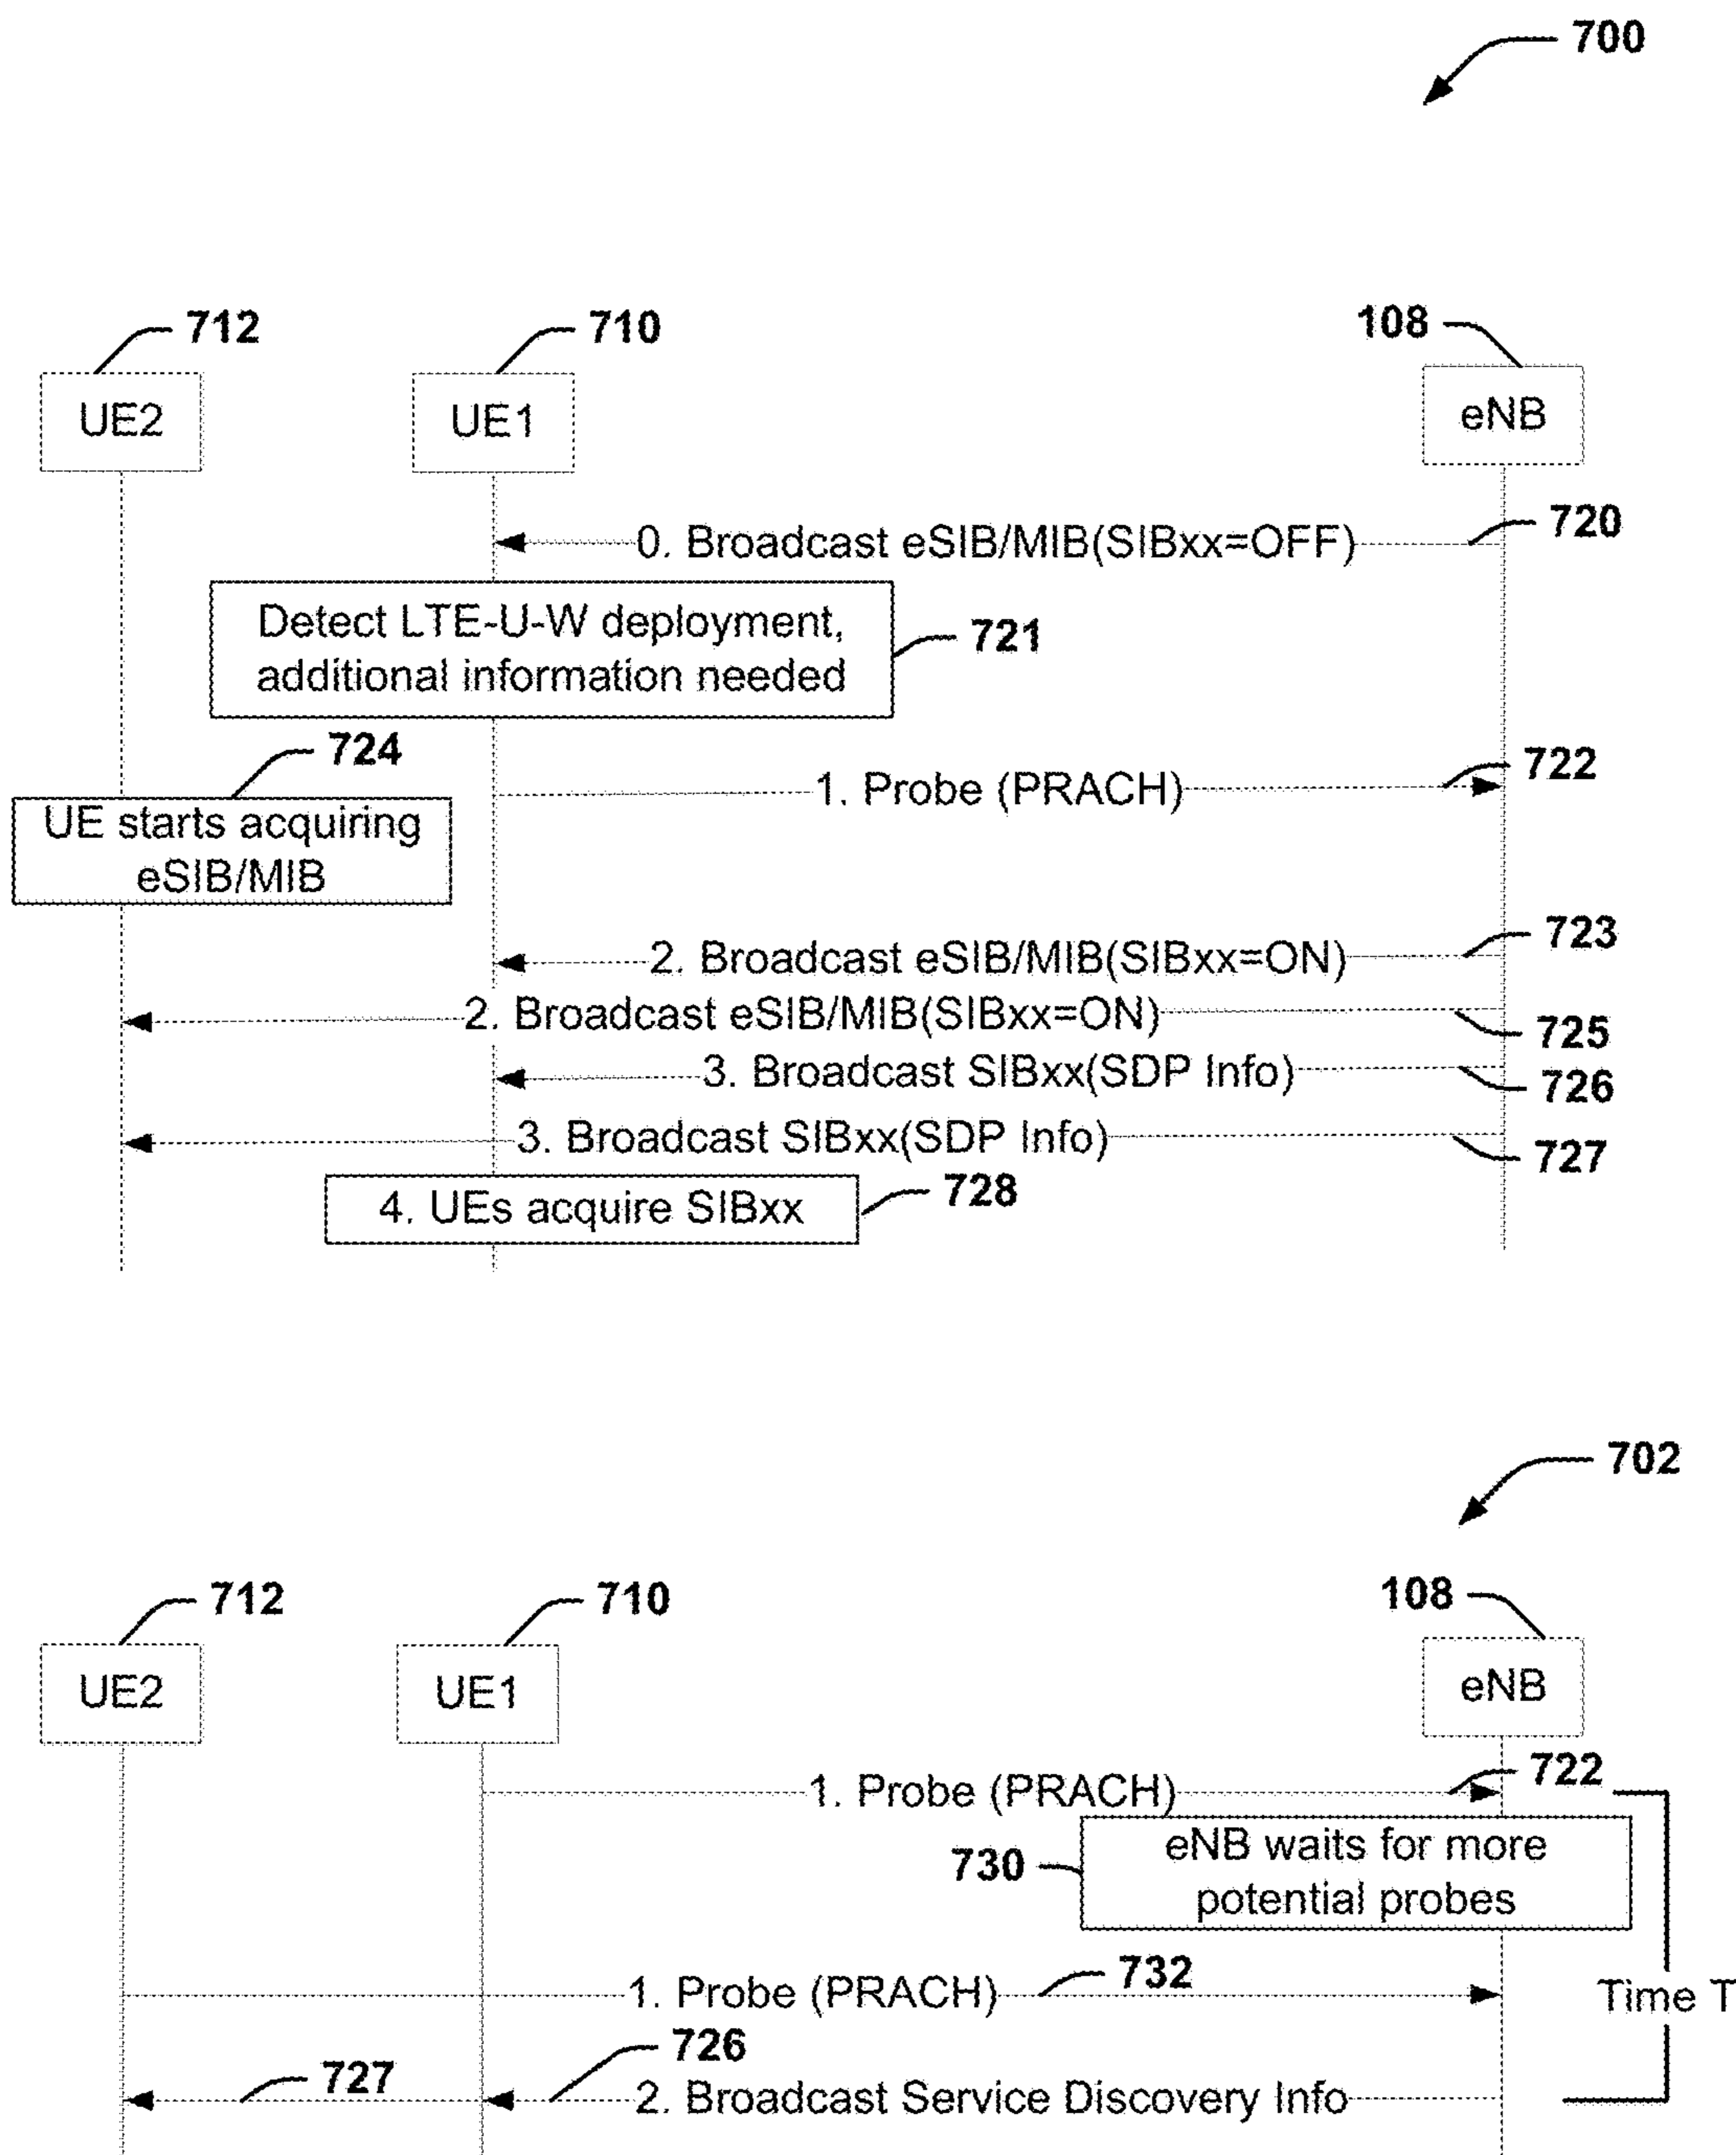 700
712
710
108
UE2
UE1
eNB
0. Broadcast eSIB/MIB(SIBxx=OFF)
720
Detect LTE-U-W deployment,
additional information needed
721
724
722
1. Probe (PRACH)
UE starts acquiring
eSIB/MIB
723
2. Broadcast eSIB/MIB(SIBxx=ON)
2. Broadcast eSIB/MIB(SIBxx=ON)
725
3. Broadcast SIBxx(SDP Info)
726
3. Broadcast SIBxx(SDP Info)
727
4. UEs acquire SIBxx
728
702
712
710
108
UE2
UE1
eNB
1. Probe (PRACH)
722
730
eNB waits for more
potential probes
1. Probe (PRACH)
732
Time T
726
727
2. Broadcast Service Discovery Info